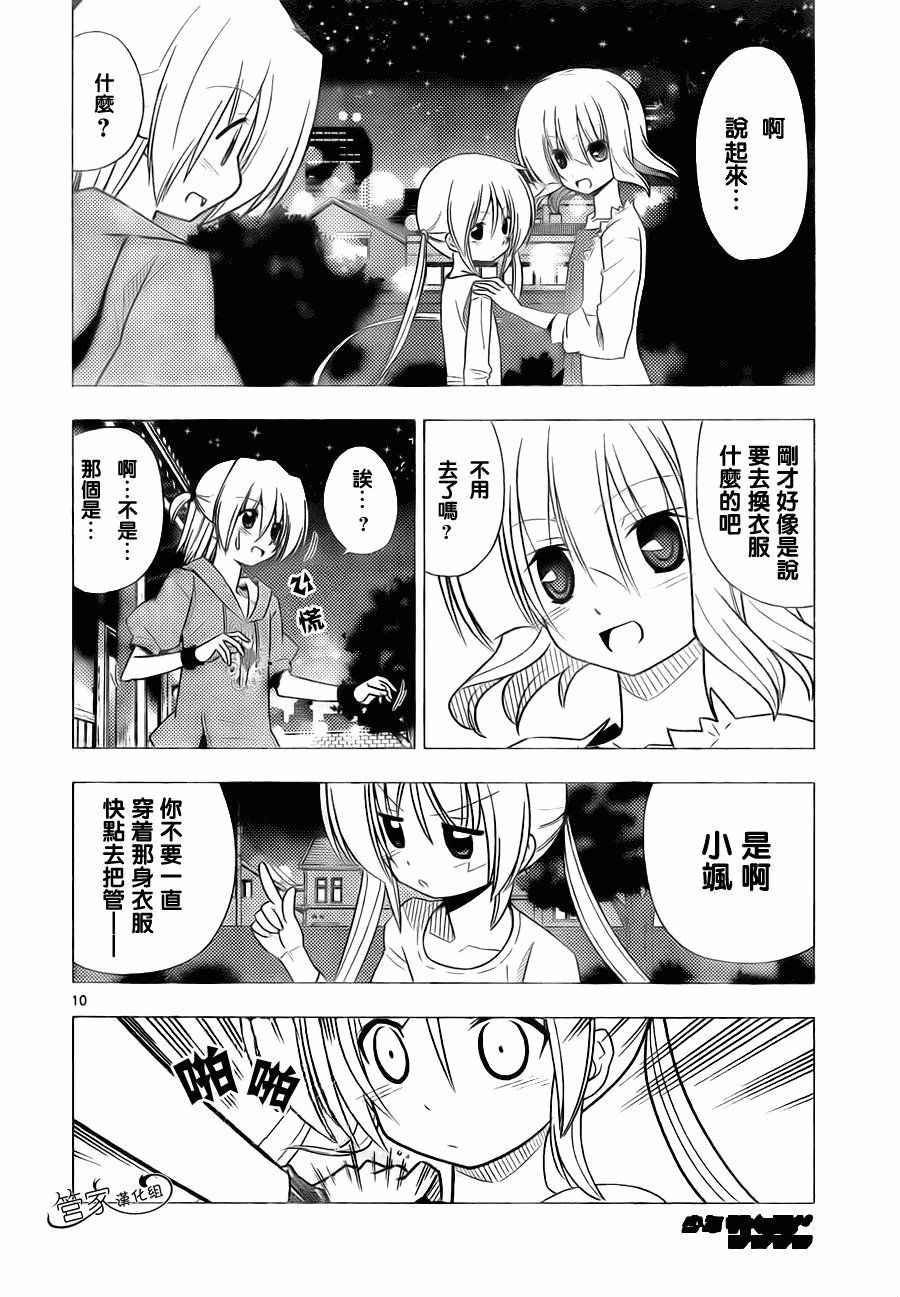 啊
說起來…
什麼？
剛才好像是說
要去換衣服
什麼的吧
不用
去了嗎？
誒…？
慌
啊…不是…
那個是…
是啊
小颯
你不要一直
穿着那身衣服
快點去把管——
10
啪啪
管家漢化組
少年